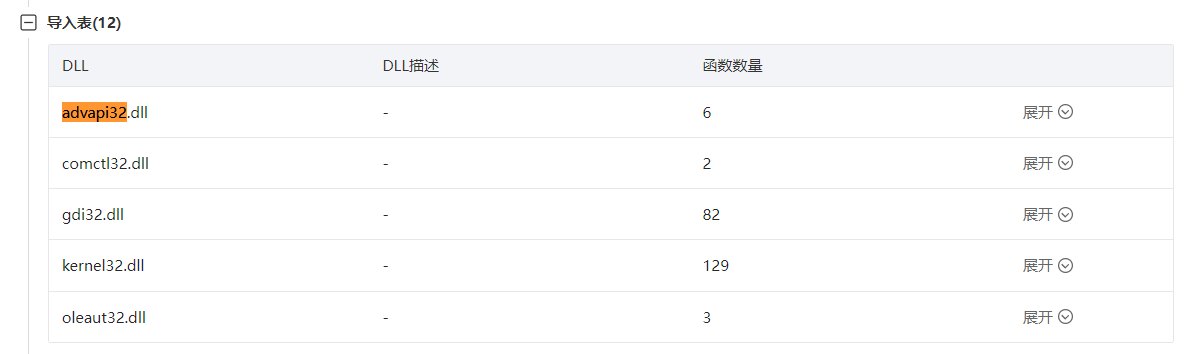 导入表(12)
DLL DLL描述 函数数量
advapi32.dll - 6 展开
comctl32.dll - 2 展开
gdi32.dll - 82 展开
kernel32.dll - 129 展开
oleaut32.dll - 3 展开